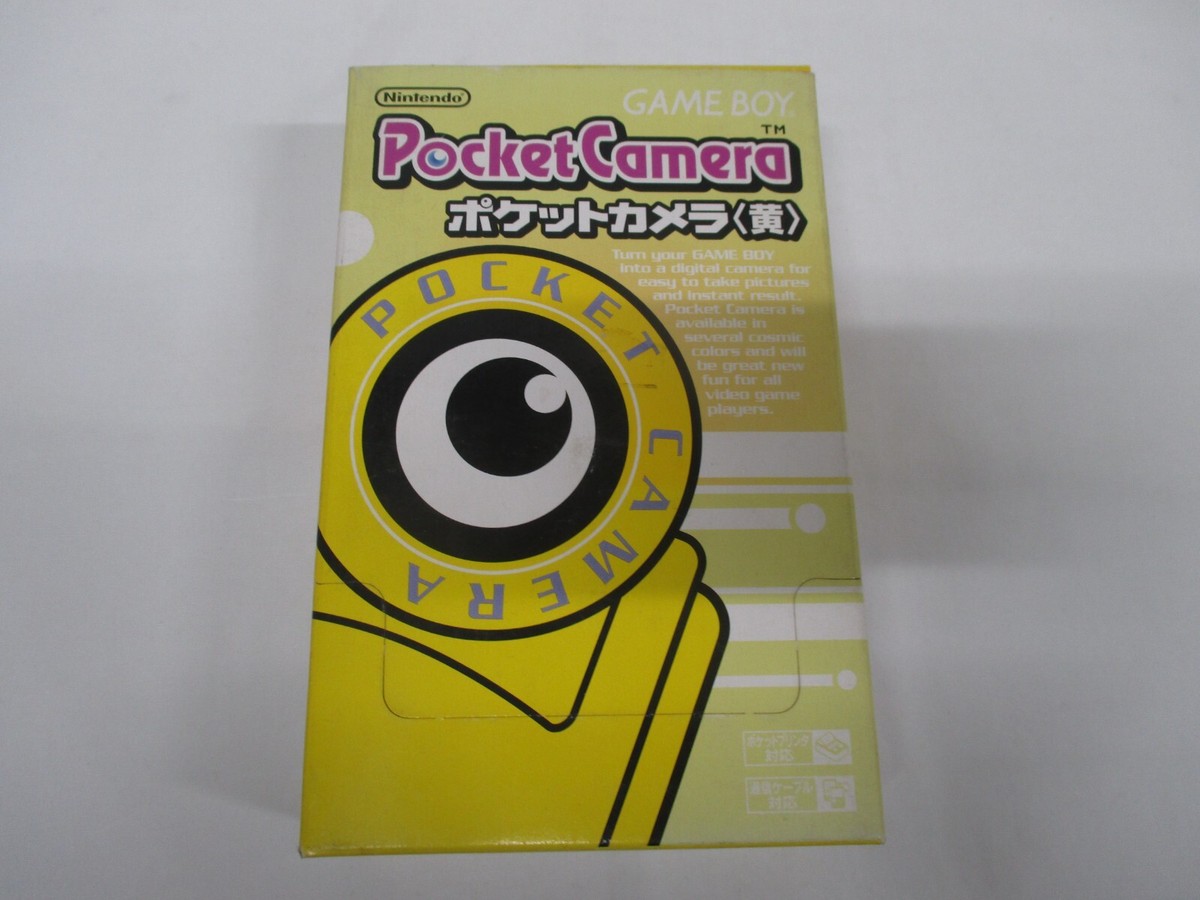 Nintendo®
GAME BOY®
Pocket Camera™
ポケットカメラ〈黄〉
Turn your GAME BOY
into a digital camera for
easy to take pictures
and instant result.
Pocket Camera is
available in
several cosmic
colors and will
be great new
fun for all
video game
players.
POCKET CAMERA
ポケットプリンタ
対応
通信ケーブル
対応